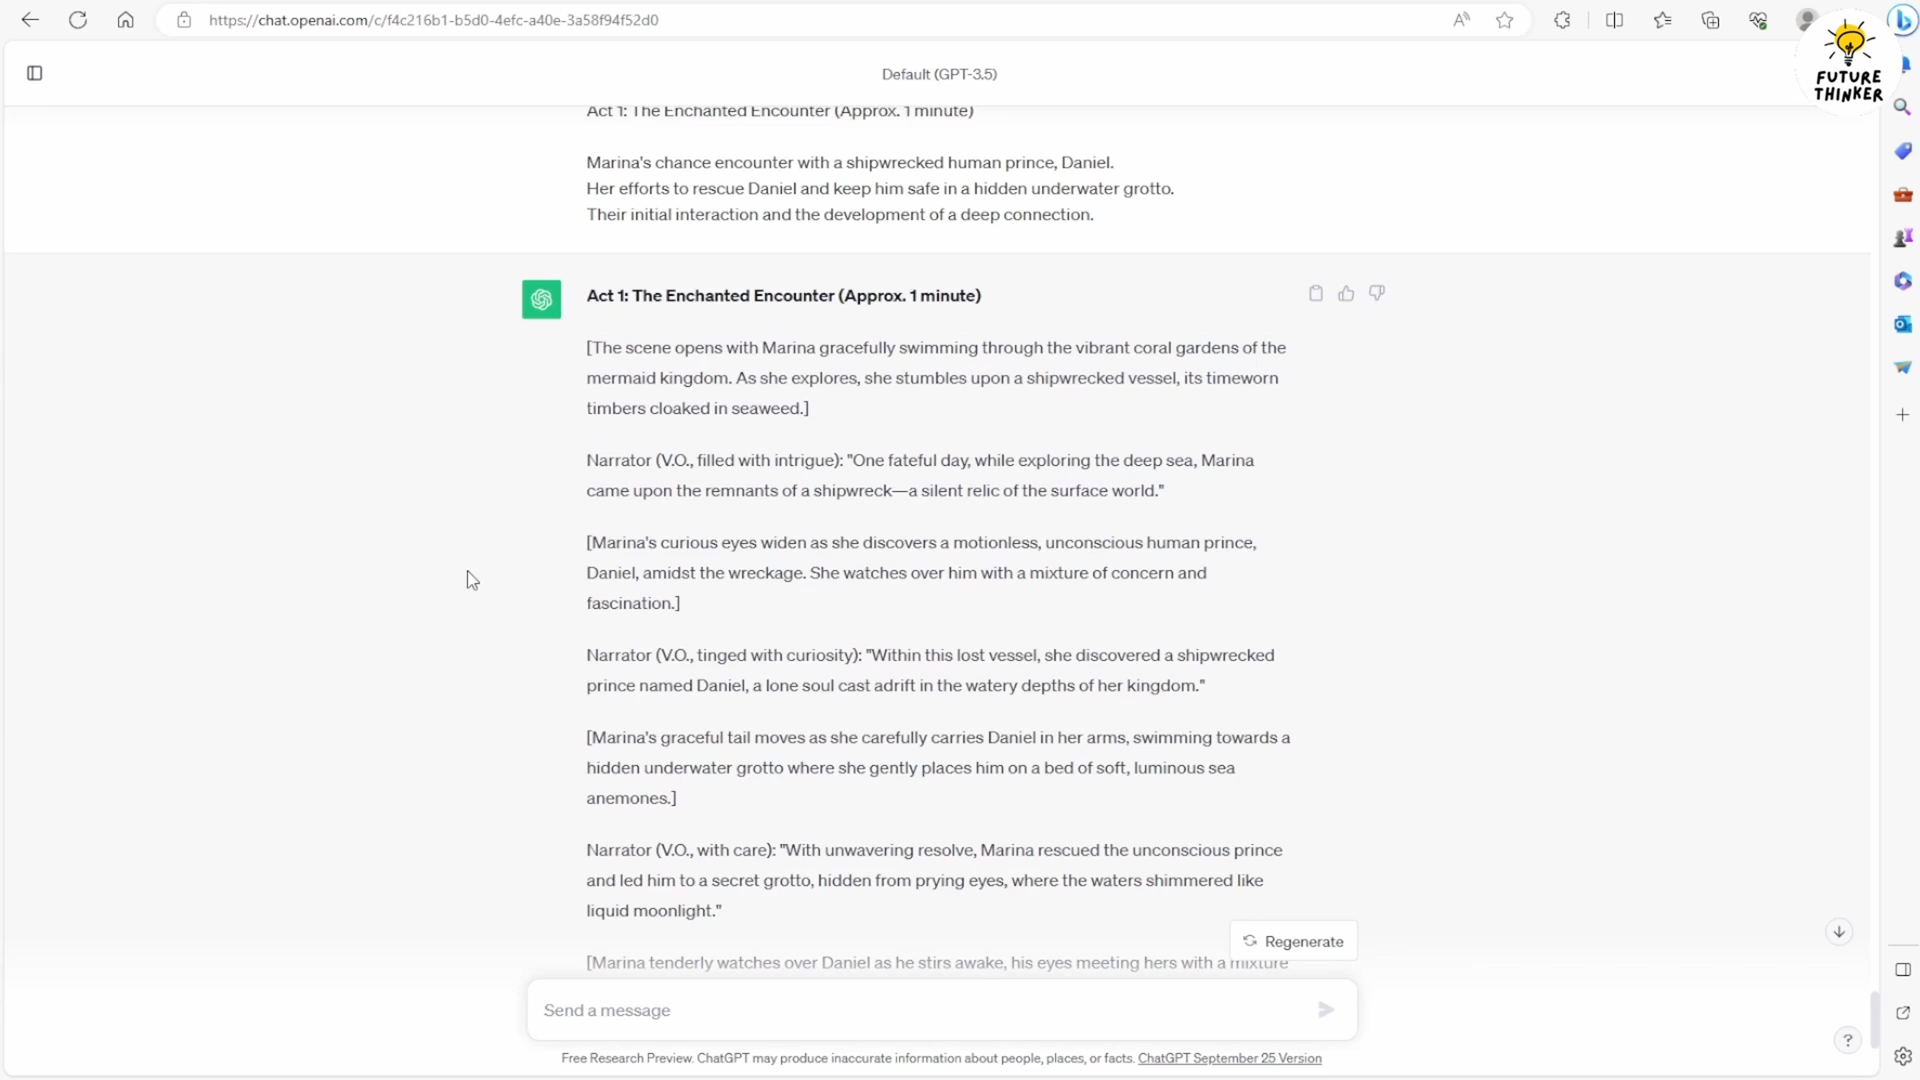 https://chat.openai.com/c/f4c216b1-b5d0-4efc-a40e-3a58f94f52d0
FUTURE
THINKER
Default (GPT-3.5)
Act 1: The Enchanted Encounter (Approx. 1 minute)
Marina's chance encounter with a shipwrecked human prince, Daniel.
Her efforts to rescue Daniel and keep him safe in a hidden underwater grotto.
Their initial interaction and the development of a deep connection.
Act 1: The Enchanted Encounter (Approx. 1 minute)
[The scene opens with Marina gracefully swimming through the vibrant coral gardens of the
mermaid kingdom. As she explores, she stumbles upon a shipwrecked vessel, its timeworn
timbers cloaked in seaweed.]
Narrator (V.O., filled with intrigue): "One fateful day, while exploring the deep sea, Marina
came upon the remnants of a shipwreck—a silent relic of the surface world."
[Marina's curious eyes widen as she discovers a motionless, unconscious human prince,
Daniel, amidst the wreckage. She watches over him with a mixture of concern and
fascination.]
Narrator (V.O., tinged with curiosity): "Within this lost vessel, she discovered a shipwrecked
prince named Daniel, a lone soul cast adrift in the watery depths of her kingdom."
[Marina's graceful tail moves as she carefully carries Daniel in her arms, swimming towards a
hidden underwater grotto where she gently places him on a bed of soft, luminous sea
anemones.]
Narrator (V.O., with care): "With unwavering resolve, Marina rescued the unconscious prince
and led him to a secret grotto, hidden from prying eyes, where the waters shimmered like
liquid moonlight."
Regenerate
[Marina tenderly watches over Daniel as he stirs awake, his eyes meeting hers with a mixture
Send a message
Free Research Preview. ChatGPT may produce inaccurate information about people, places, or facts. ChatGPT September 25 Version